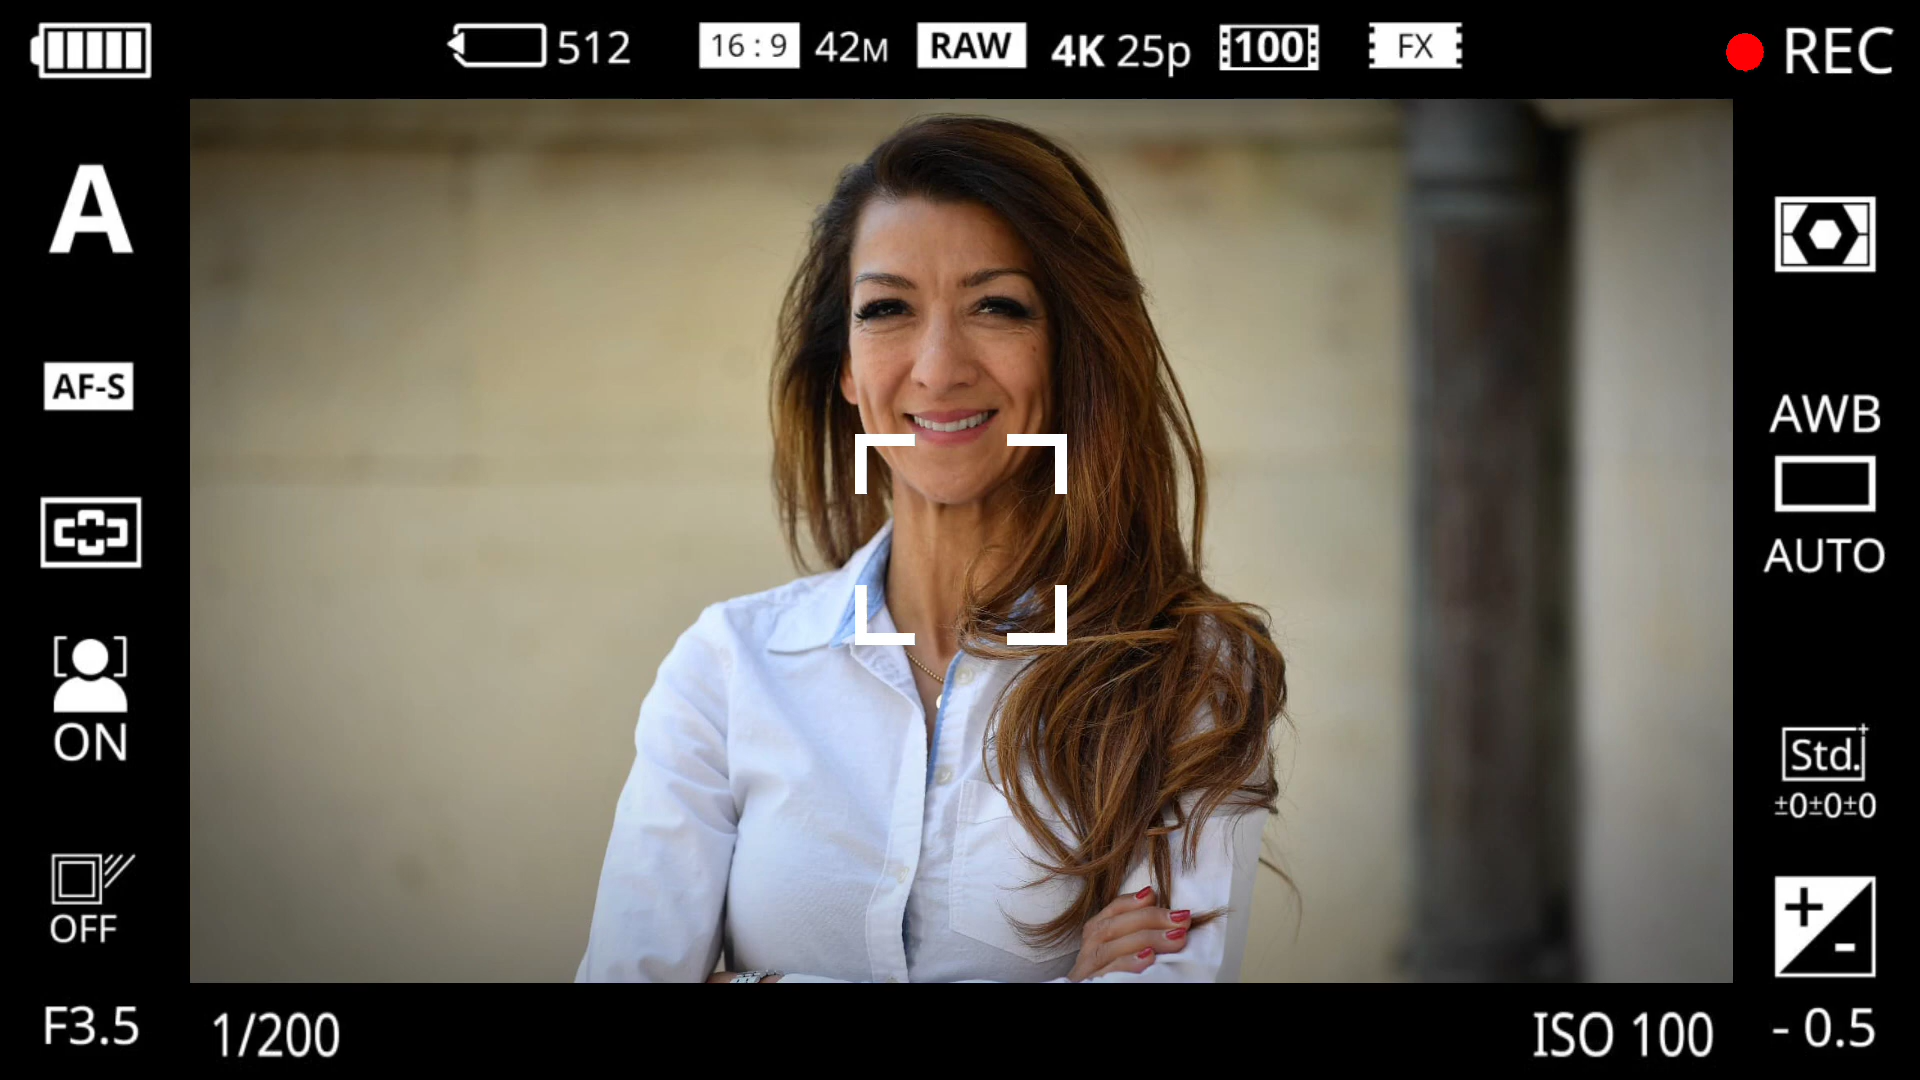 512 16:9 42M RAW 4K 25p 100 FX REC
A
AF-S
AWB
AUTO
ON
Std.+
±0±0±0
OFF
+ -
F3.5 1/200 ISO 100 - 0.5